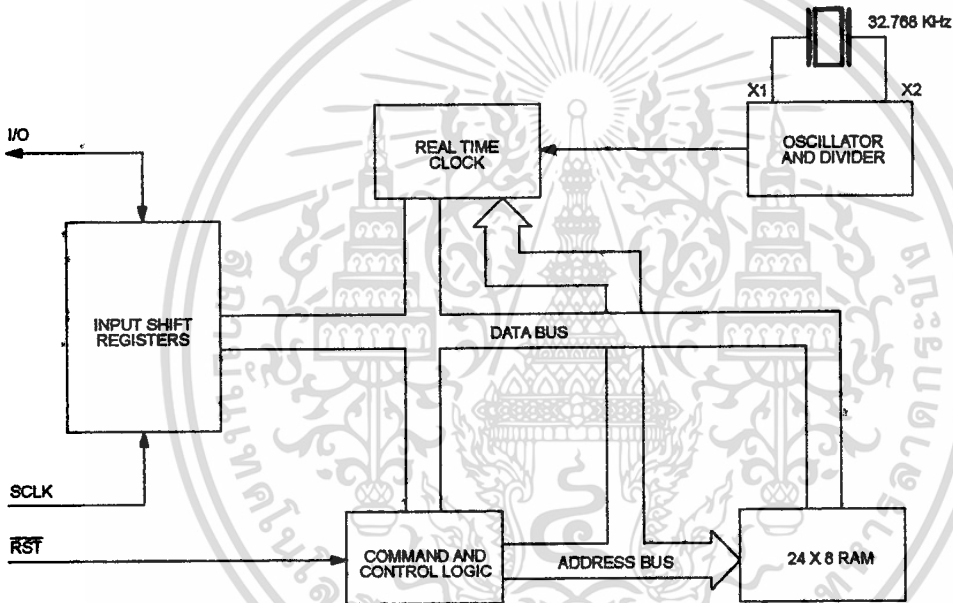 32.768 KHz
X1
X2
I/O
REAL TIME
CLOCK
OSCILLATOR
AND DIVIDER
INPUT SHIFT
REGISTERS
DATA BUS
SCLK
RST
COMMAND AND
CONTROL LOGIC
ADDRESS BUS
24 X 8 RAM